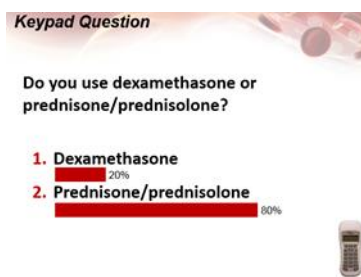 Keypad Question
Do you use dexamethasone or
prednisone/prednisolone?
1. Dexamethasone
20%
2. Prednisone/prednisolone
80%